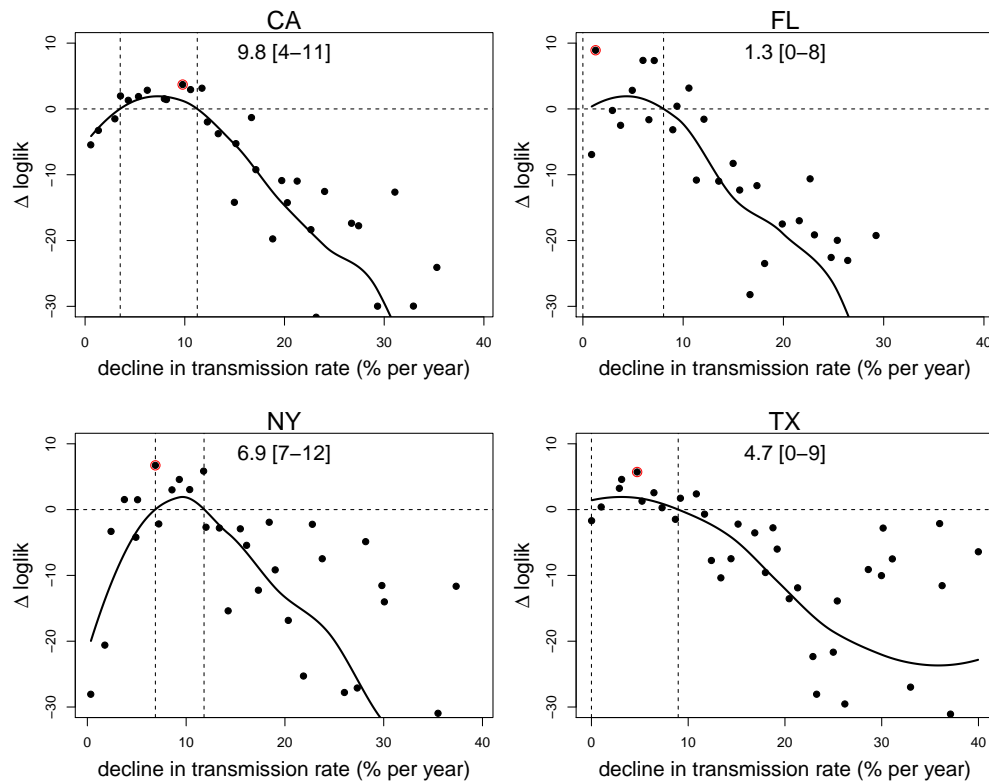 CA
9.8 [4−11]
10
0
−10
−20
−30
Δ loglik
0 10 20 30 40
decline in transmission rate (% per year)
FL
1.3 [0−8]
10
0
−10
−20
−30
Δ loglik
0 10 20 30 40
decline in transmission rate (% per year)
NY
6.9 [7−12]
10
0
−10
−20
−30
Δ loglik
0 10 20 30 40
decline in transmission rate (% per year)
TX
4.7 [0−9]
10
0
−10
−20
−30
Δ loglik
0 10 20 30 40
decline in transmission rate (% per year)